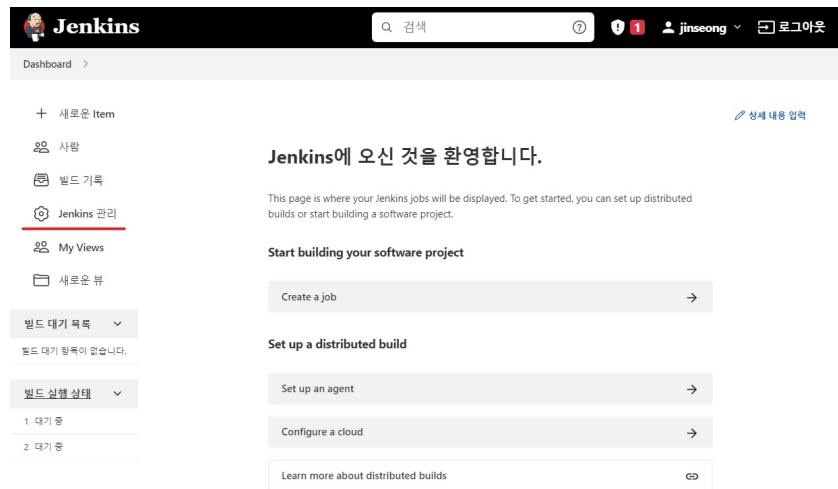 Jenkins
검색
1
jinseong
로그아웃
Dashboard
새로운 Item
상세 내용 입력
사람
빌드 기록
Jenkins 관리
My Views
새로운 뷰
빌드 대기 목록
빌드 대기 항목이 없습니다.
빌드 실행 상태
1 대기 중
2 대기 중
Jenkins에 오신 것을 환영합니다.
This page is where your Jenkins jobs will be displayed. To get started, you can set up distributed
builds or start building a software project.
Start building your software project
Create a job
Set up a distributed build
Set up an agent
Configure a cloud
Learn more about distributed builds